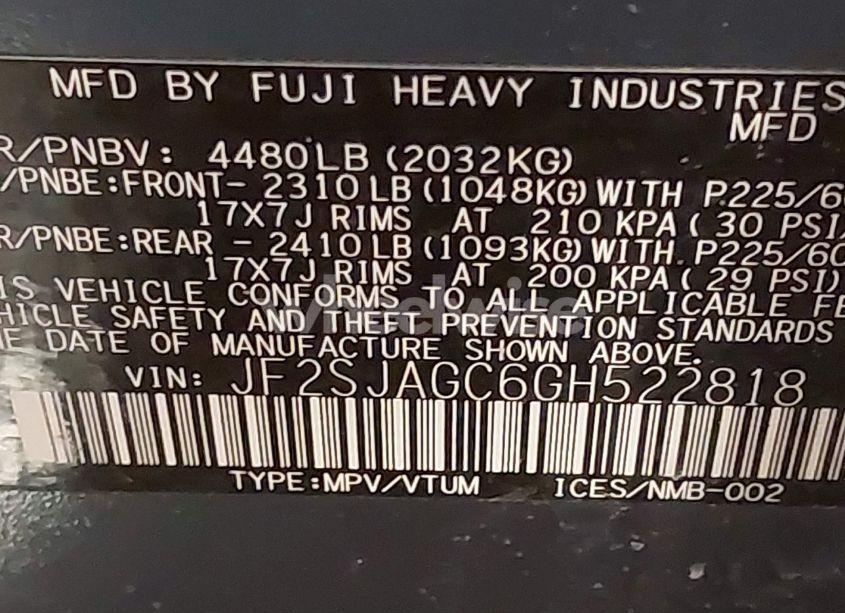 MFD BY FUJI HEAVY INDUSTRIES
MFD
R/PNBV: 4480LB (2032KG)
/PNBE:FRONT- 2310 LB (1048KG) WITH P.225/60
17X7J RIMS AT 210 KPA ( 30 PSI
R/PNBE:REAR - 2410 LB (1093KG) WITH P225/60
17X7J RIMS AT 200 KPA ( 29 PSI)
IS VEHICLE CONFORMS TO ALL APPLICABLE FE
HICLE SAFETY AND THEFT PREVENTION STANDARDS
E DATE OF MANUFACTURE SHOWN ABOVE.
VIN: JF2SJAGC6GH522818
TYPE:MPV/VTUM ICES/NMB-002